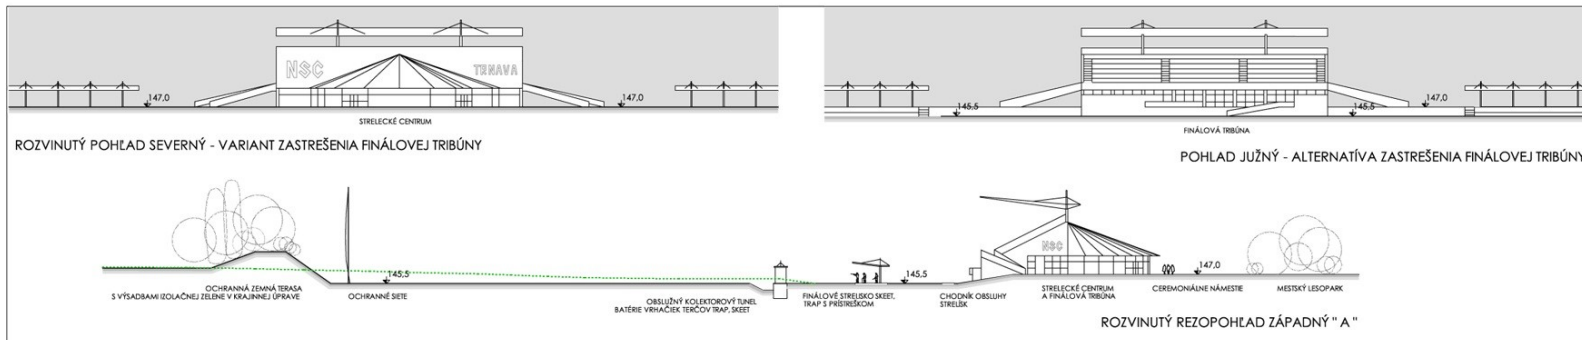 NSC
TRNAVA
147,0
147,0
STRELECKÉ CENTRUM
ROZVINUTÝ POHĽAD SEVERNÝ - VARIANT ZASTREŠENIA FINÁLOVEJ TRIBÚNY
145,5
145,5
147,0
FINÁLOVÁ TRIBÚNA
POHLAD JUŽNÝ - ALTERNATÍVA ZASTREŠENIA FINÁLOVEJ TRIBÚNY
NSC
145,5
145,5
147,0
OCHRANNÁ ZEMNÁ TERASA
S VÝSADBAMI IZOLAČNEJ ZELENE V KRAJINNEJ ÚPRAVE
OCHRANNÉ SIETE
OBSLUŽNÝ KOLEKTOROVÝ TUNEL
BATÉRIE VRHAČIEK TERČOV TRAP, SKEET
FINÁLOVÉ STRELISKO SKEET,
TRAP S PRÍSTREŠKOM
CHODNÍK OBSLUHY
STRELÍSK
STRELECKÉ CENTRUM
A FINÁLOVÁ TRIBÚNA
CEREMONIÁLNE NÁMESTIE
MESTSKÝ LESOPARK
ROZVINUTÝ REZOPOHĽAD ZÁPADNÝ " A "